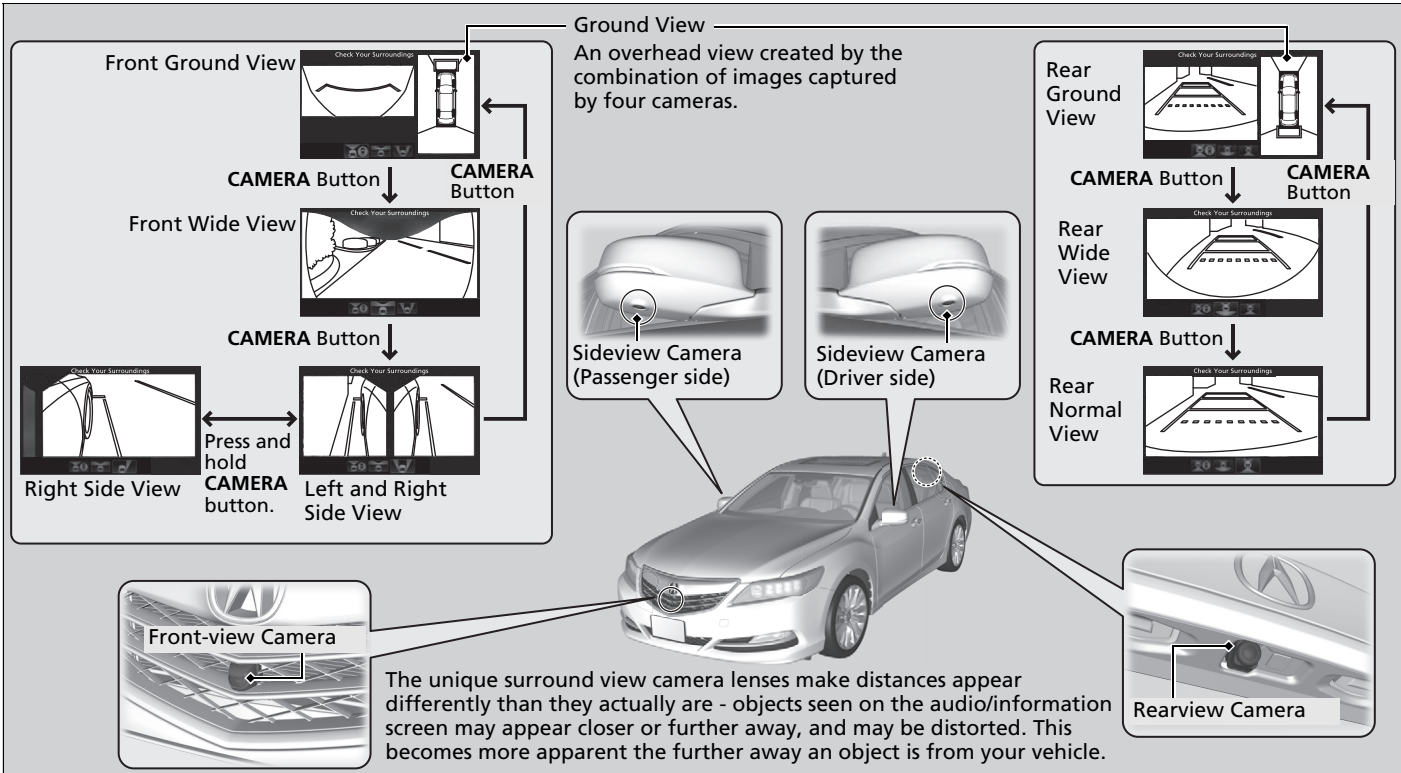 Ground View
An overhead view created by the
combination of images captured
by four cameras.
Front Ground View
Check Your Surroundings
CAMERA Button
CAMERA
Button
Front Wide View
Check Your Surroundings
CAMERA Button
Check Your Surroundings
Right Side View
Press and
hold
CAMERA
button.
Check Your Surroundings
Left and Right
Side View
Sideview Camera
(Passenger side)
Sideview Camera
(Driver side)
Rear
Ground
View
Check Your Surroundings
CAMERA Button
CAMERA
Button
Rear
Wide
View
Check Your Surroundings
CAMERA Button
Rear
Normal
View
Check Your Surroundings
Front-view Camera
The unique surround view camera lenses make distances appear
differently than they actually are - objects seen on the audio/information
screen may appear closer or further away, and may be distorted. This
becomes more apparent the further away an object is from your vehicle.
Rearview Camera